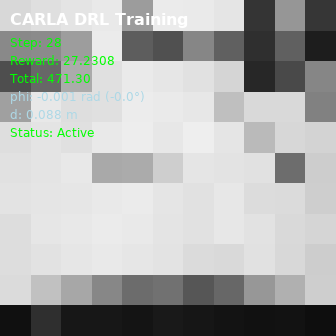 CARLA DRL Training
Step: 28
Reward: 27.2308
Total: 471.30
phi: -0.001 rad (-0.0°)
d: 0.088 m
Status: Active